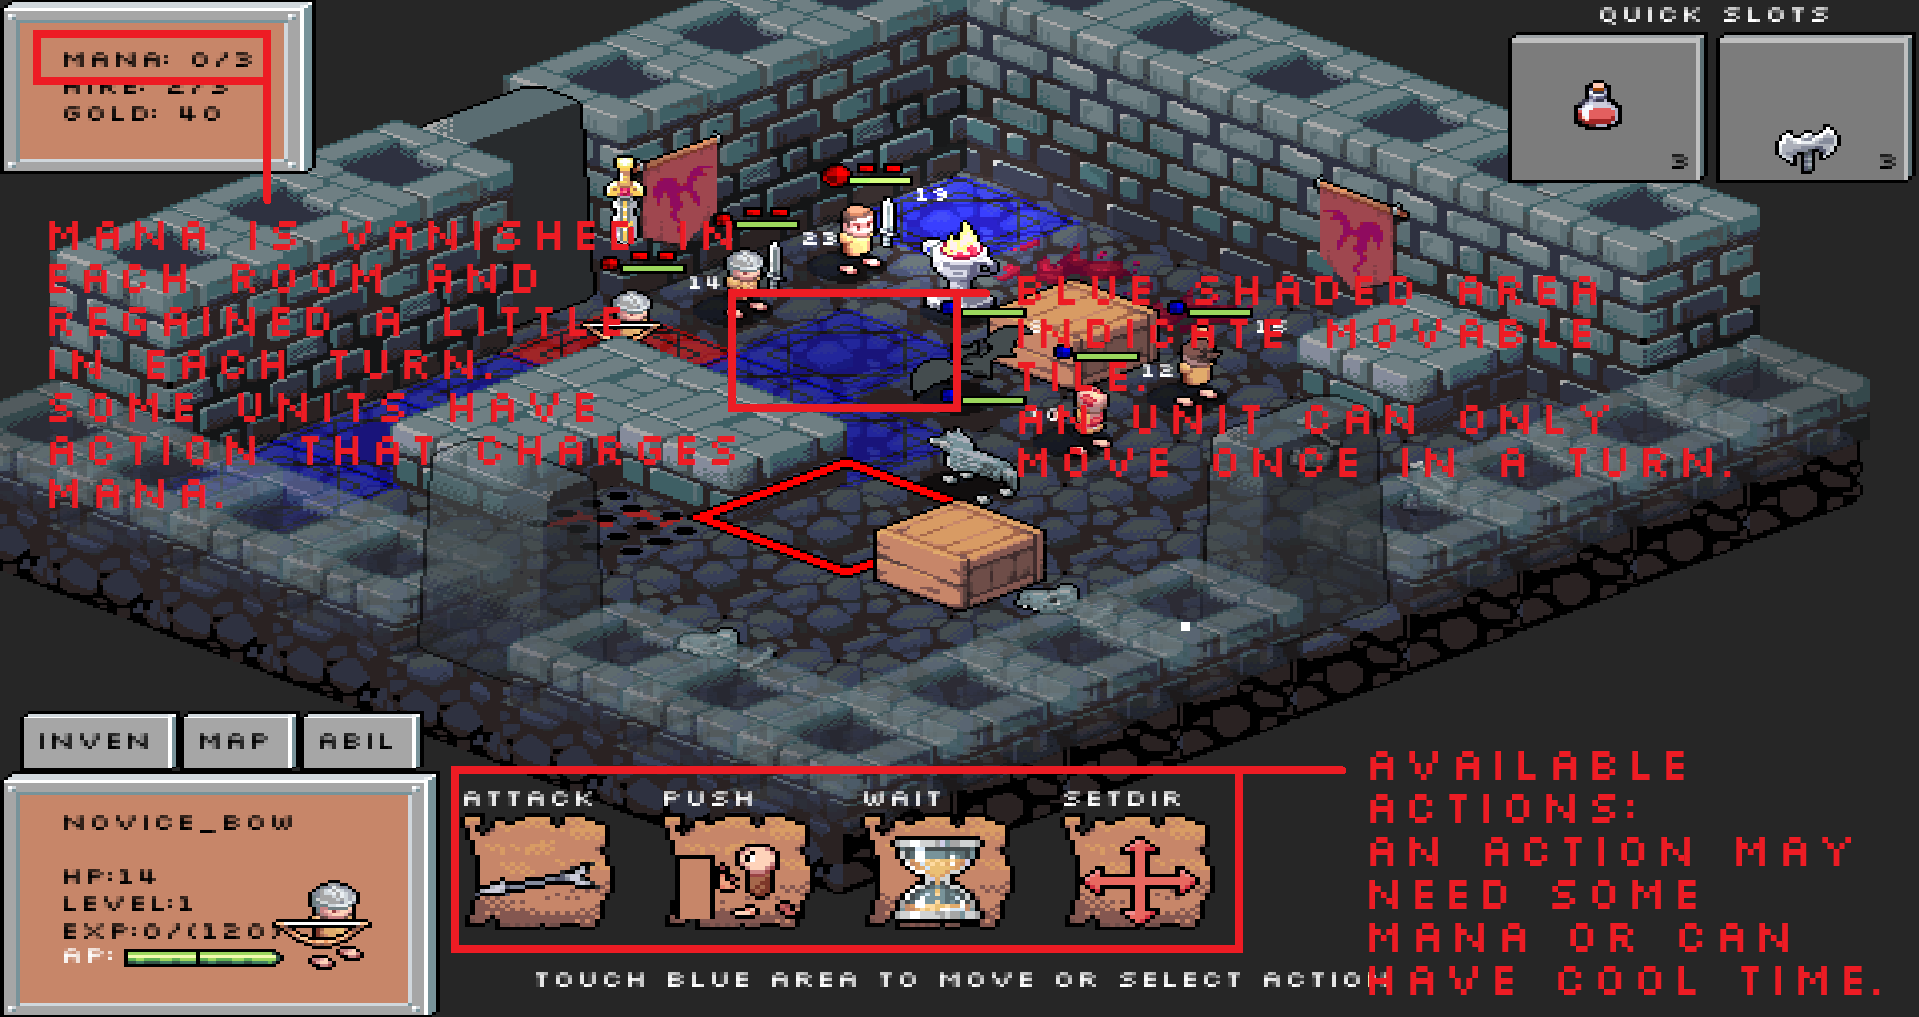 MANA: 0/3
HIRE: 2/3
GOLD: 40
QUICK SLOTS
3
3
MANA IS VANISHED IN
EACH ROOM AND
REGAINED A LITTLE
IN EACH TURN.
SOME UNITS HAVE
ACTION THAT CHARGES
MANA.
19
23
14
BLUE SHADED AREA
INDICATE MOVABLE
TILE.
AN UNIT CAN ONLY
MOVE ONCE IN A TURN.
12
INVEN
MAP
ABIL
NOVICE_BOW
HP:14
LEVEL:1
EXP:0/(120)
AP:
ATTACK
PUSH
WAIT
SETDIR
TOUCH BLUE AREA TO MOVE OR SELECT ACTION
AVAILABLE
ACTIONS:
AN ACTION MAY
NEED SOME
MANA OR CAN
HAVE COOL TIME.